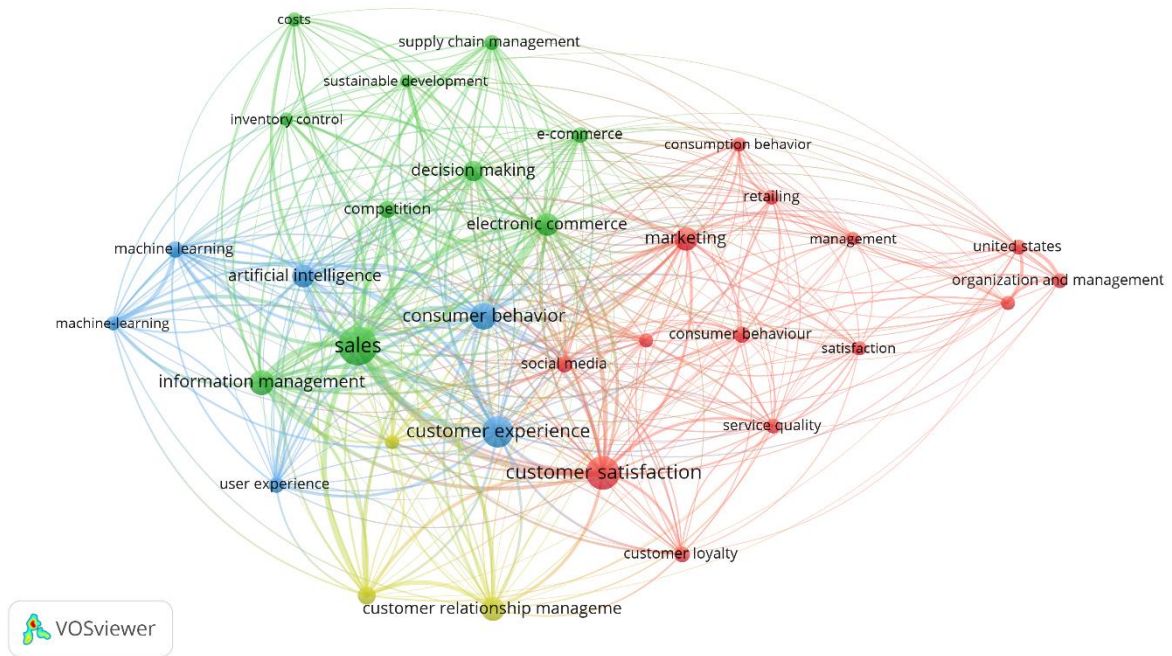 costs
supply chain management
sustainable development
inventory control
e-commerce
consumption behavior
decision making
retailing
competition
electronic commerce
marketing
management
machine learning
united states
artificial intelligence
organization and management
consumer behavior
machine-learning
consumer behaviour
sales
satisfaction
social media
information management
service quality
customer experience
customer satisfaction
user experience
customer loyalty
customer relationship manageme
VOSviewer